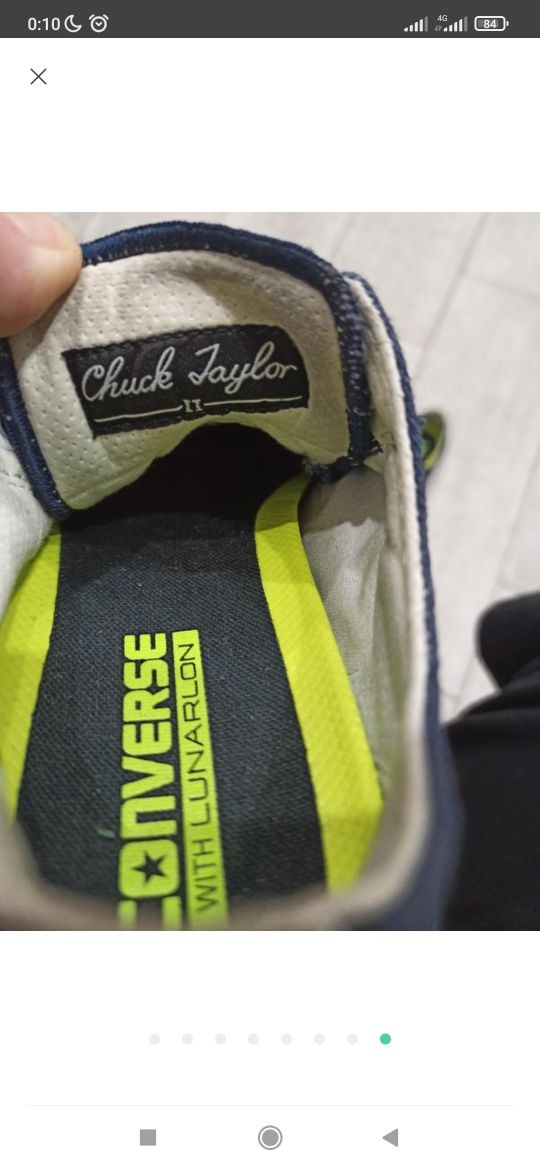 0:10
4G
84
Chuck Taylor
II
CONVERSE
WITH LUNARLON